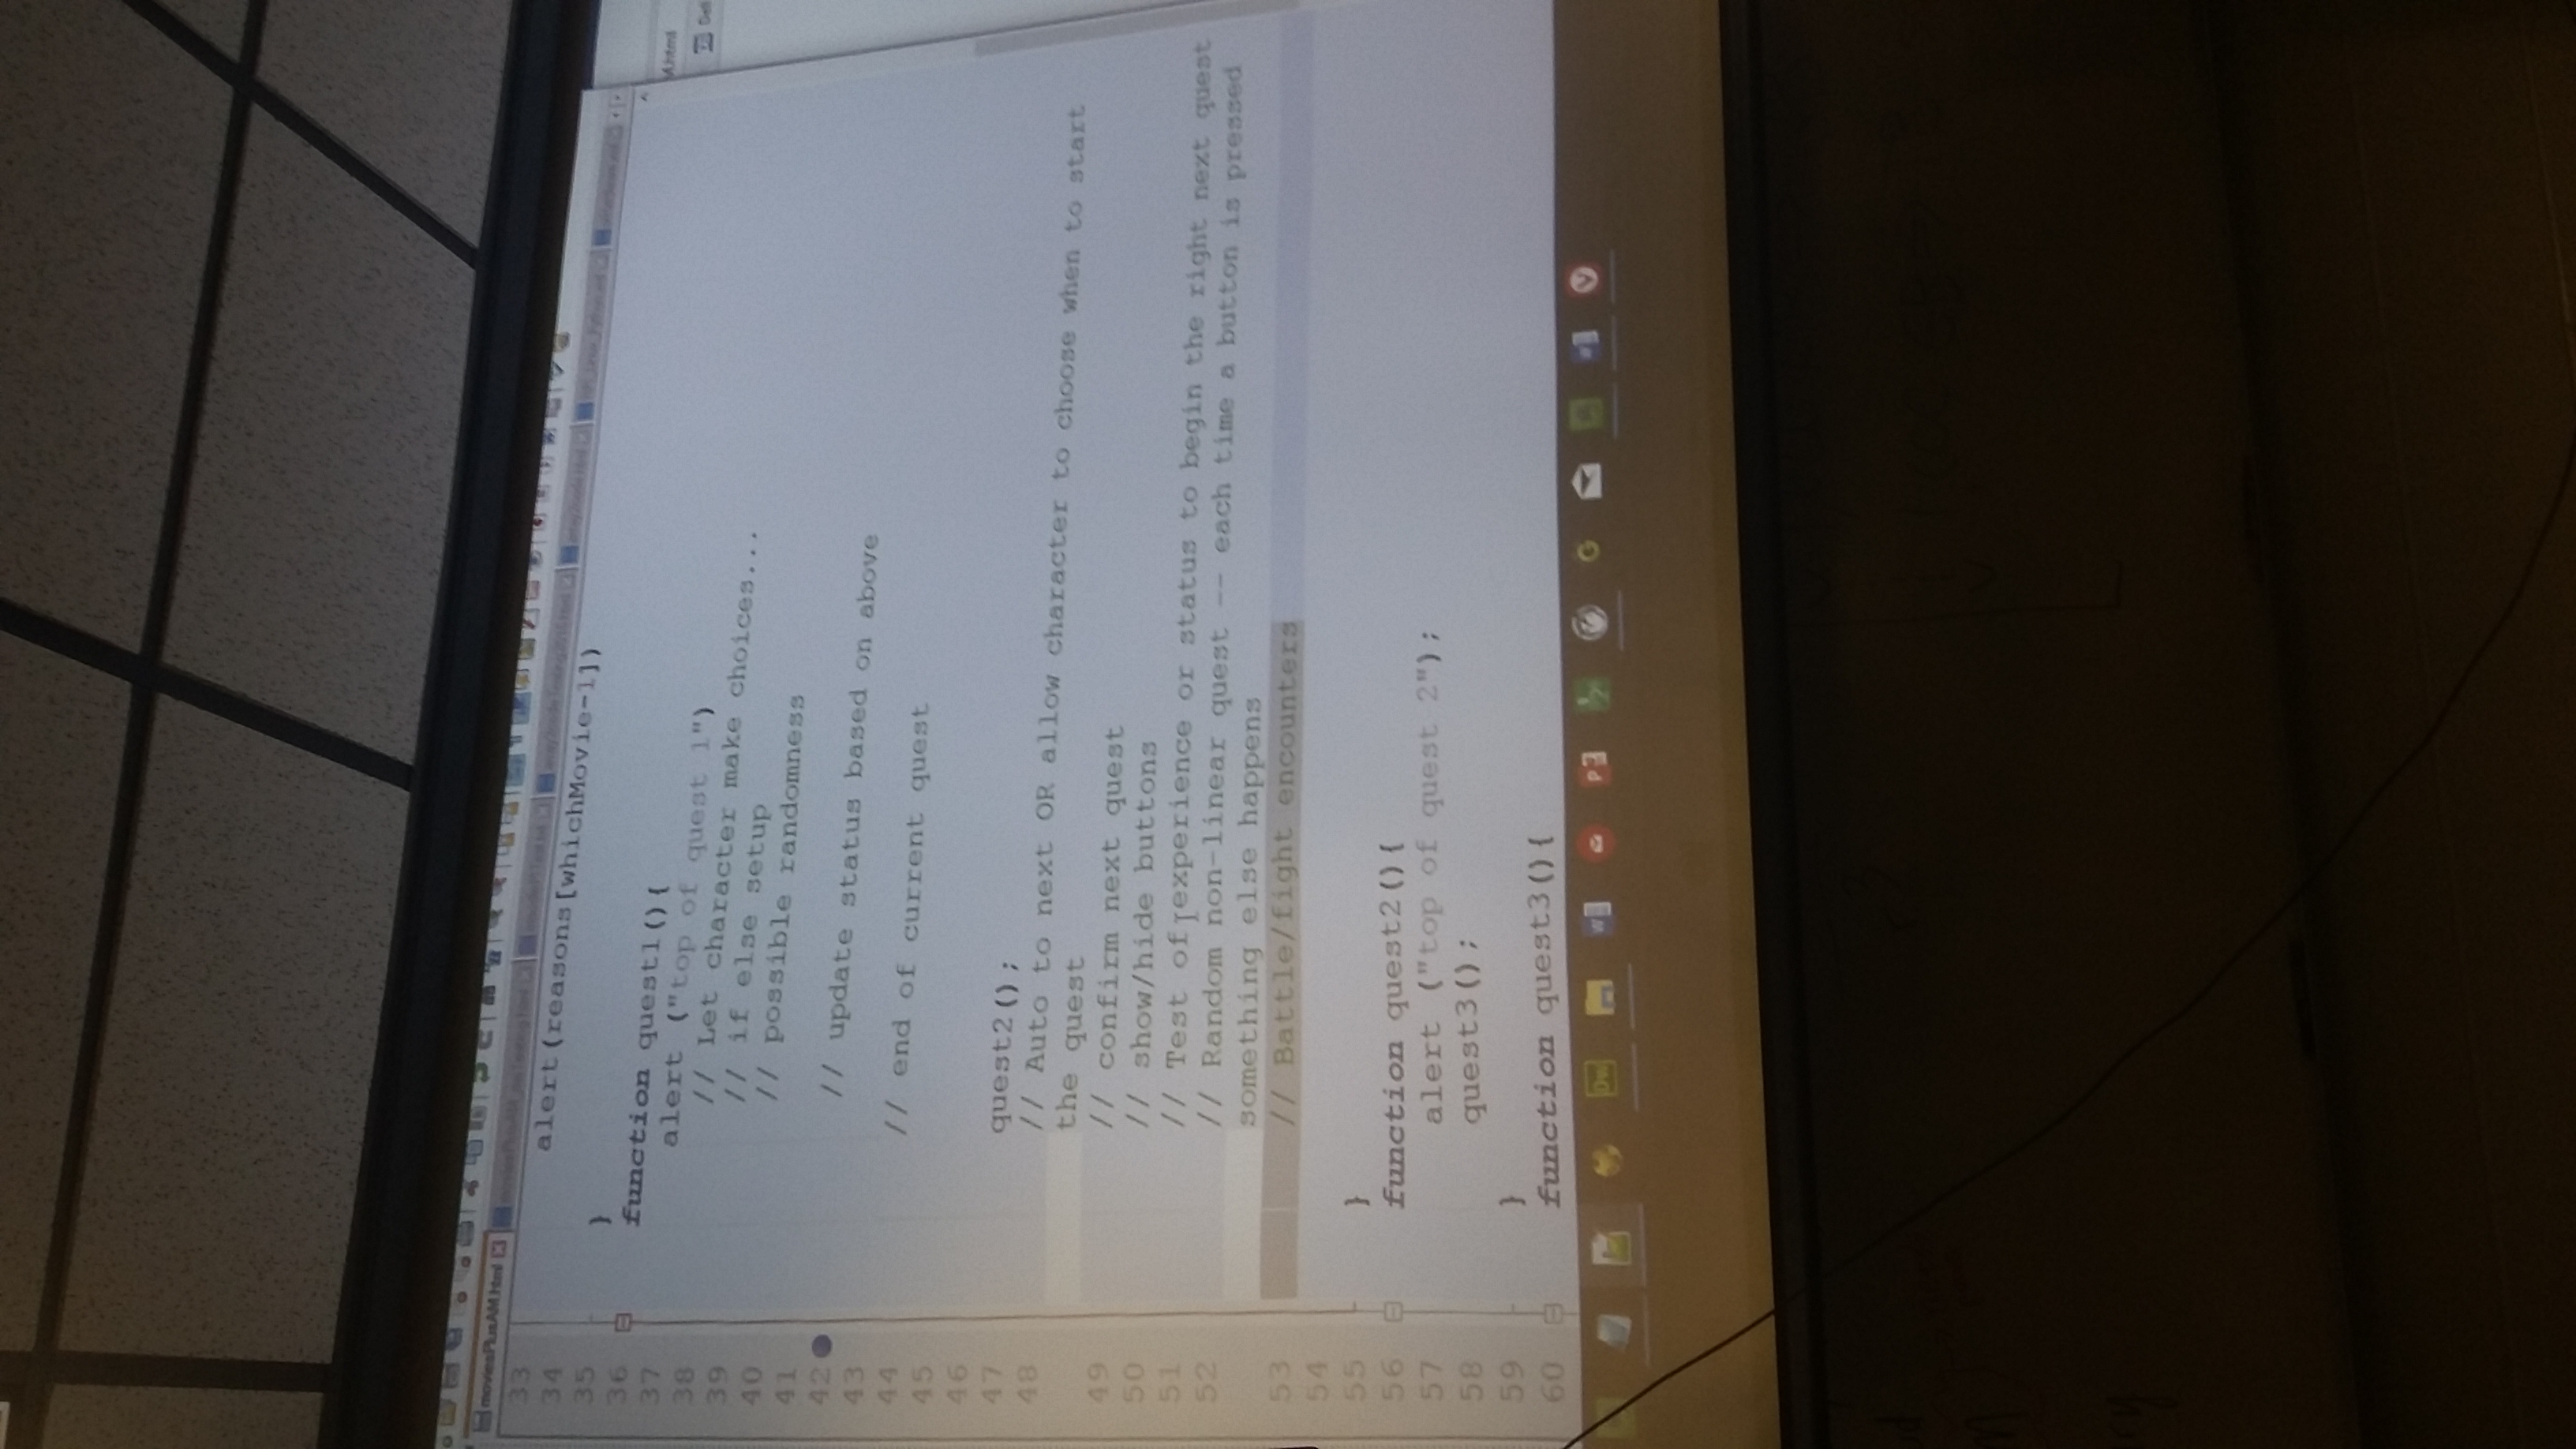 moviesPlusAM.html
33
34 alert(reasons[whichMovie-1])
35 }
36 function quest1(){
37 alert ("top of quest 1")
38 // Let character make choices...
39 // if else setup
40 // possible randomness
41
42 // update status based on above
43
44 // end of current quest
45
46
47 quest2();
48 // Auto to next OR allow character to choose when to start
the quest
49 // confirm next quest
50 // show/hide buttons
51 // Test of experience or status to begin the right next quest
52 // Random non-linear quest -- each time a button is pressed
something else happens
53 // Battle/fight encounters
54
55 }
56 function quest2(){
57 alert ("top of quest 2");
58 quest3();
59 }
60 function quest3(){
Dw